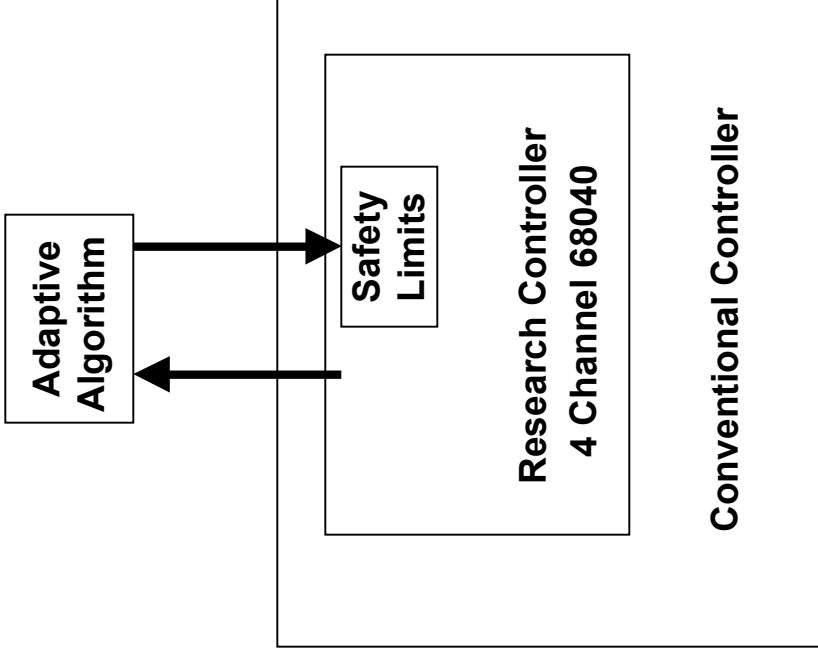 Adaptive
Algorithm
Safety
Limits
Research Controller
4 Channel 68040
Conventional Controller